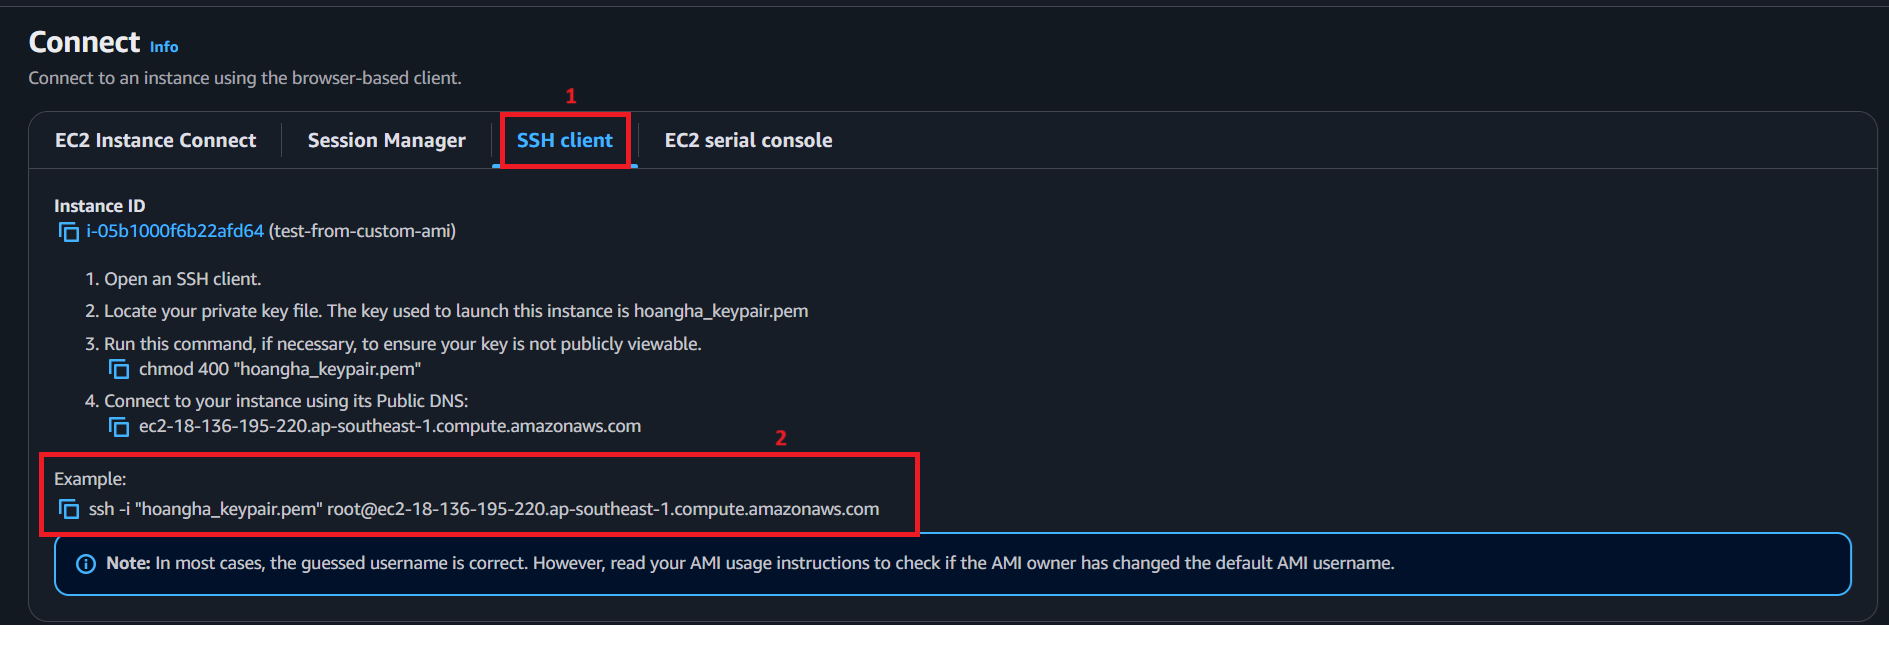 Connect Info
Connect to an instance using the browser-based client.
1
EC2 Instance Connect Session Manager SSH client EC2 serial console
Instance ID
i-05b1000f6b22afd64 (test-from-custom-ami)
1. Open an SSH client.
2. Locate your private key file. The key used to launch this instance is hoangha_keypair.pem
3. Run this command, if necessary, to ensure your key is not publicly viewable.
chmod 400 "hoangha_keypair.pem"
4. Connect to your instance using its Public DNS:
ec2-18-136-195-220.ap-southeast-1.compute.amazonaws.com
2
Example:
ssh -i "hoangha_keypair.pem" root@ec2-18-136-195-220.ap-southeast-1.compute.amazonaws.com
Note: In most cases, the guessed username is correct. However, read your AMI usage instructions to check if the AMI owner has changed the default AMI username.